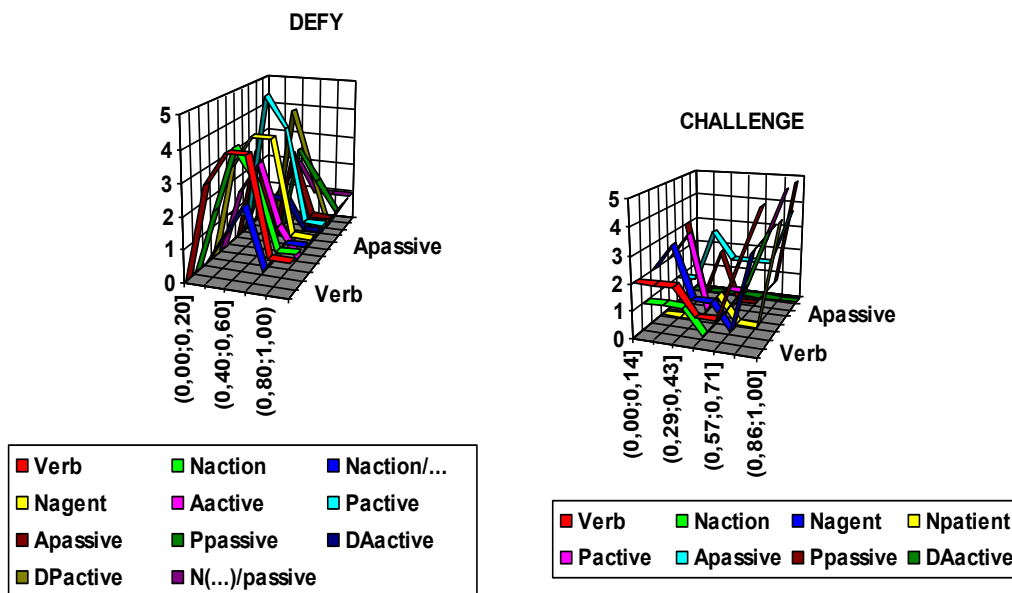 DEFY
5
4
3
2
1
0
Apassive
Verb
(0,00;0,20]
(0,40;0,60]
(0,80;1,00)
Verb Naction Naction/...
Nagent Aactive Pactive
Apassive Ppassive DAactive
DPactive N(...)/passive
CHALLENGE
5
4
3
2
1
0
Apassive
Verb
(0,00;0,14]
(0,29;0,43]
(0,57;0,71]
(0,86;1,00]
Verb Naction Nagent Npatient
Pactive Apassive Ppassive DAactive